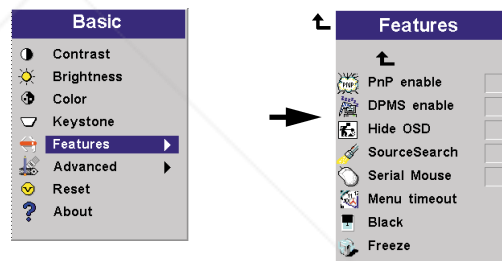 Basic
Contrast
Brightness
Color
Keystone
Features
Advanced
Reset
About
Features
PnP enable
DPMS enable
Hide OSD
SourceSearch
Serial Mouse
Menu timeout
Black
Freeze